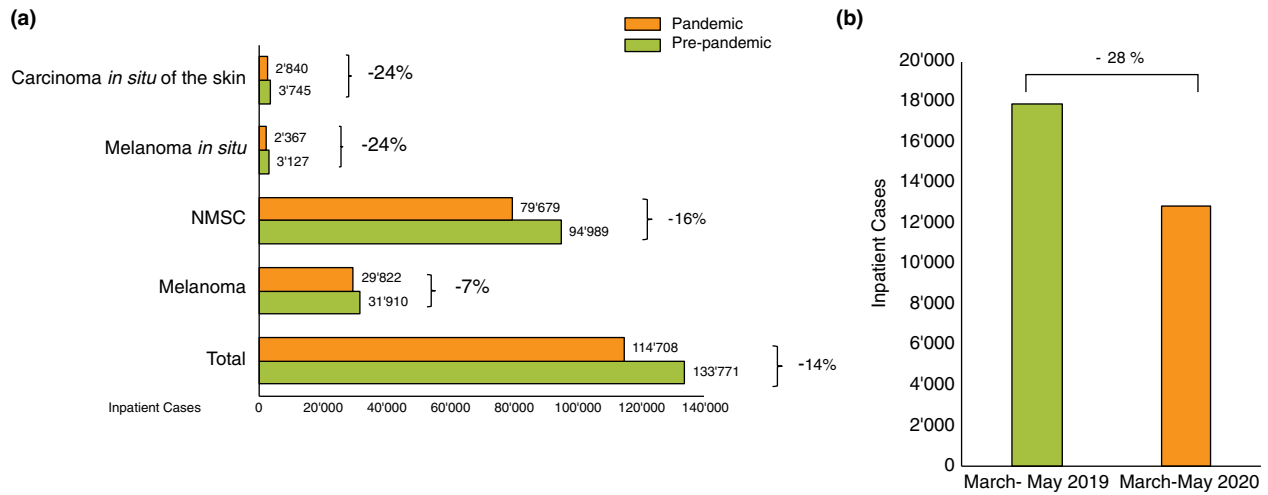 (a)
Pandemic
Pre-pandemic
Carcinoma in situ of the skin
2'840
3'745
-24%
Melanoma in situ
2'367
3'127
-24%
NMSC
79'679
94'989
-16%
Melanoma
29'822
31'910
-7%
Total
114'708
133'771
-14%
Inpatient Cases
0 20'000 40'000 60'000 80'000 100'000 120'000 140'000
(b)
- 28 %
Inpatient Cases
20'000
18'000
16'000
14'000
12'000
10'000
8'000
6'000
4'000
2'000
0
March- May 2019 March-May 2020